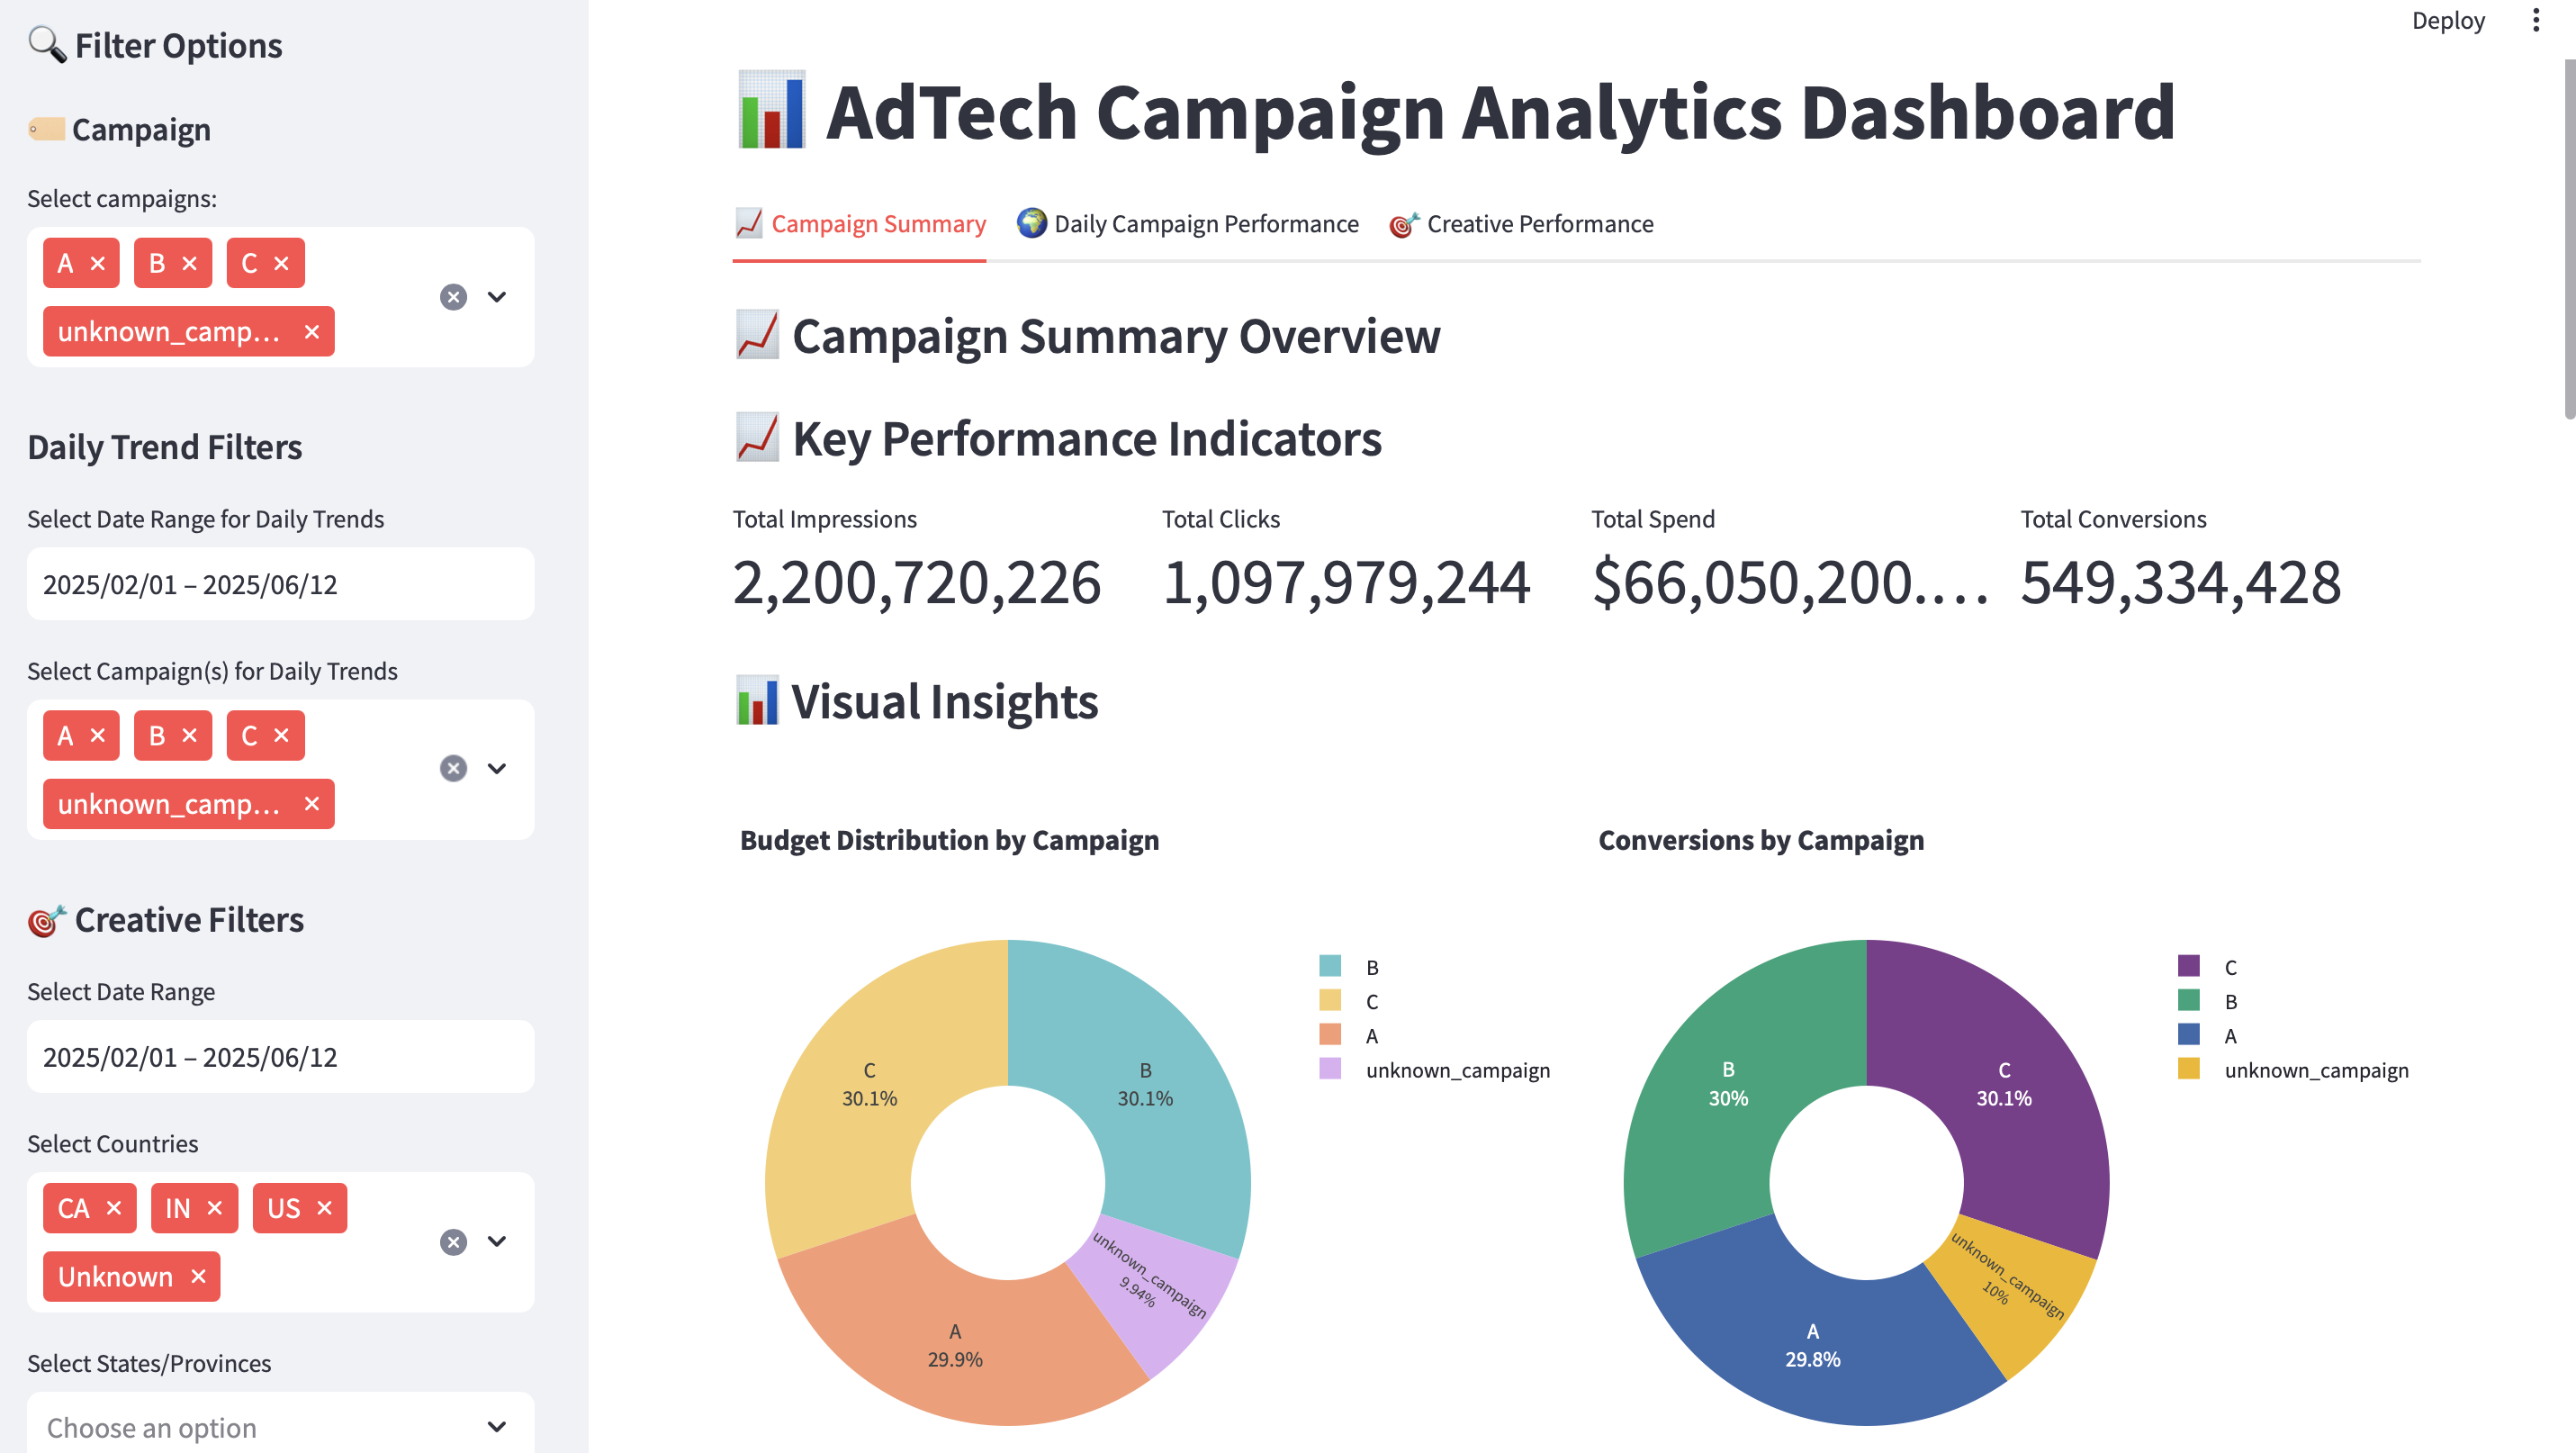 🔍 Filter Options
🏷️ Campaign
Select campaigns:
A × B × C ×
unknown_camp... ×
Daily Trend Filters
Select Date Range for Daily Trends
2025/02/01 – 2025/06/12
Select Campaign(s) for Daily Trends
A × B × C ×
unknown_camp... ×
🎯 Creative Filters
Select Date Range
2025/02/01 – 2025/06/12
Select Countries
CA × IN × US ×
Unknown ×
Select States/Provinces
Choose an option
Deploy
📊 AdTech Campaign Analytics Dashboard
📈 Campaign Summary 🌍 Daily Campaign Performance 🎯 Creative Performance
📈 Campaign Summary Overview
📈 Key Performance Indicators
Total Impressions
2,200,720,226
Total Clicks
1,097,979,244
Total Spend
$66,050,200....
Total Conversions
549,334,428
📊 Visual Insights
Budget Distribution by Campaign
C
30.1%
B
30.1%
unknown_campaign
9.94%
A
29.9%
B
C
A
unknown_campaign
Conversions by Campaign
B
30%
C
30.1%
unknown_campaign
10%
A
29.8%
C
B
A
unknown_campaign